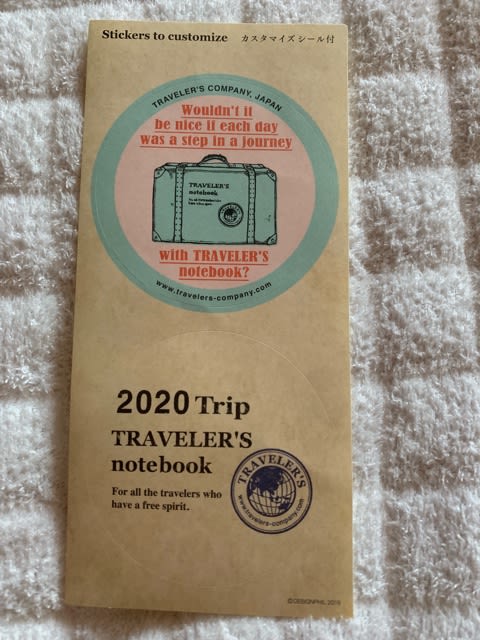 Stickers to customize カスタマイズ シール付
TRAVELER'S COMPANY, JAPAN
Wouldn't it
be nice if each day
was a step in a journey
TRAVELER'S
notebook
with TRAVELER'S
notebook?
www.travelers-company.com
2020 Trip
TRAVELER'S
notebook
For all the travelers who
have a free spirit.
TRAVELER'S
www.travelers-company.com
©DESIGNPHIL 2019